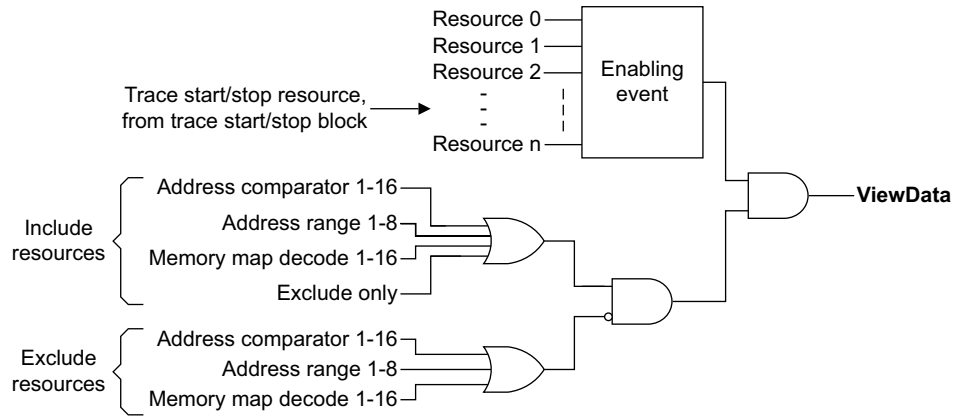 Resource 0
Resource 1
Resource 2
Enabling
event
Trace start/stop resource,
from trace start/stop block
Resource n
Address comparator 1-16
ViewData
Include
resources
Address range 1-8
Memory map decode 1-16
Exclude only
Address comparator 1-16
Exclude
resources
Address range 1-8
Memory map decode 1-16